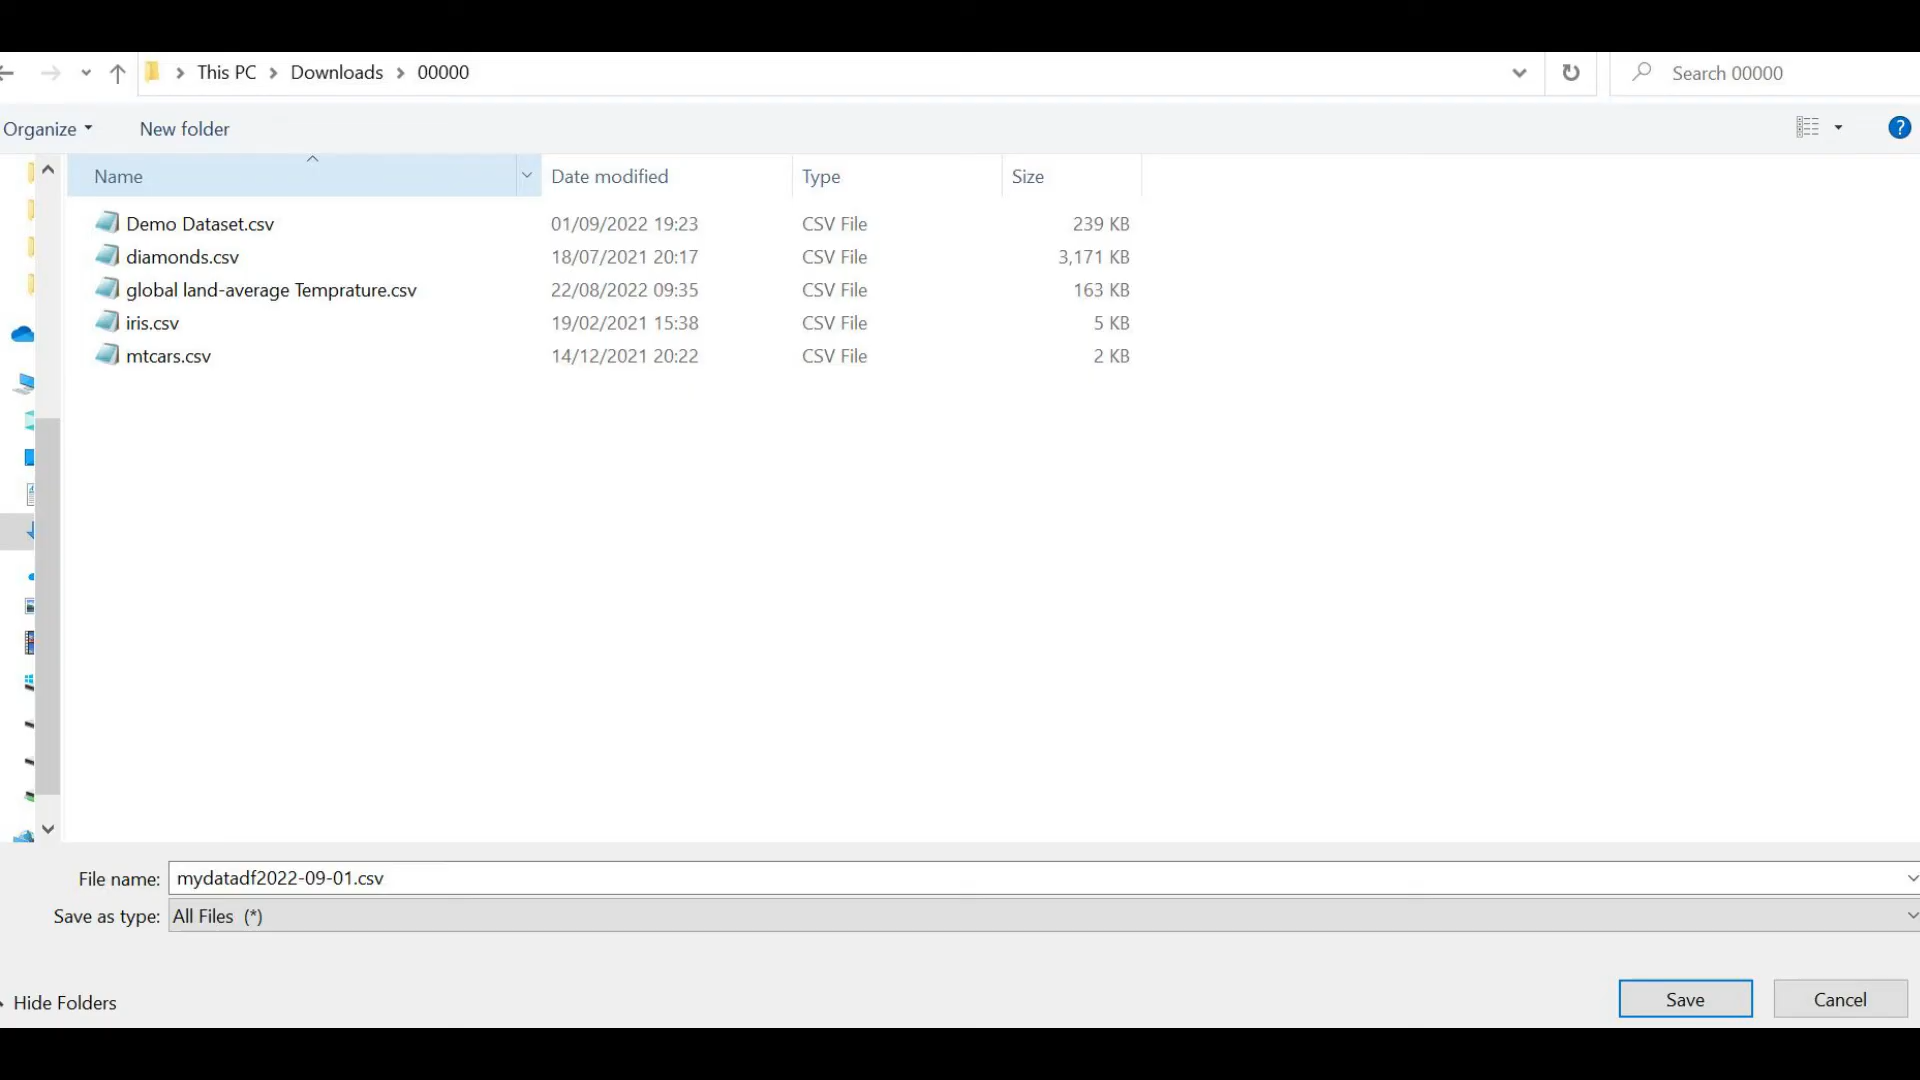 This PC > Downloads > 00000
Search 00000
Organize
New folder
?
Name Date modified Type Size
Demo Dataset.csv 01/09/2022 19:23 CSV File 239 KB
diamonds.csv 18/07/2021 20:17 CSV File 3,171 KB
global land-average Temprature.csv 22/08/2022 09:35 CSV File 163 KB
iris.csv 19/02/2021 15:38 CSV File 5 KB
mtcars.csv 14/12/2021 20:22 CSV File 2 KB
File name: mydatadf2022-09-01.csv
Save as type: All Files (*)
Hide Folders
Save
Cancel